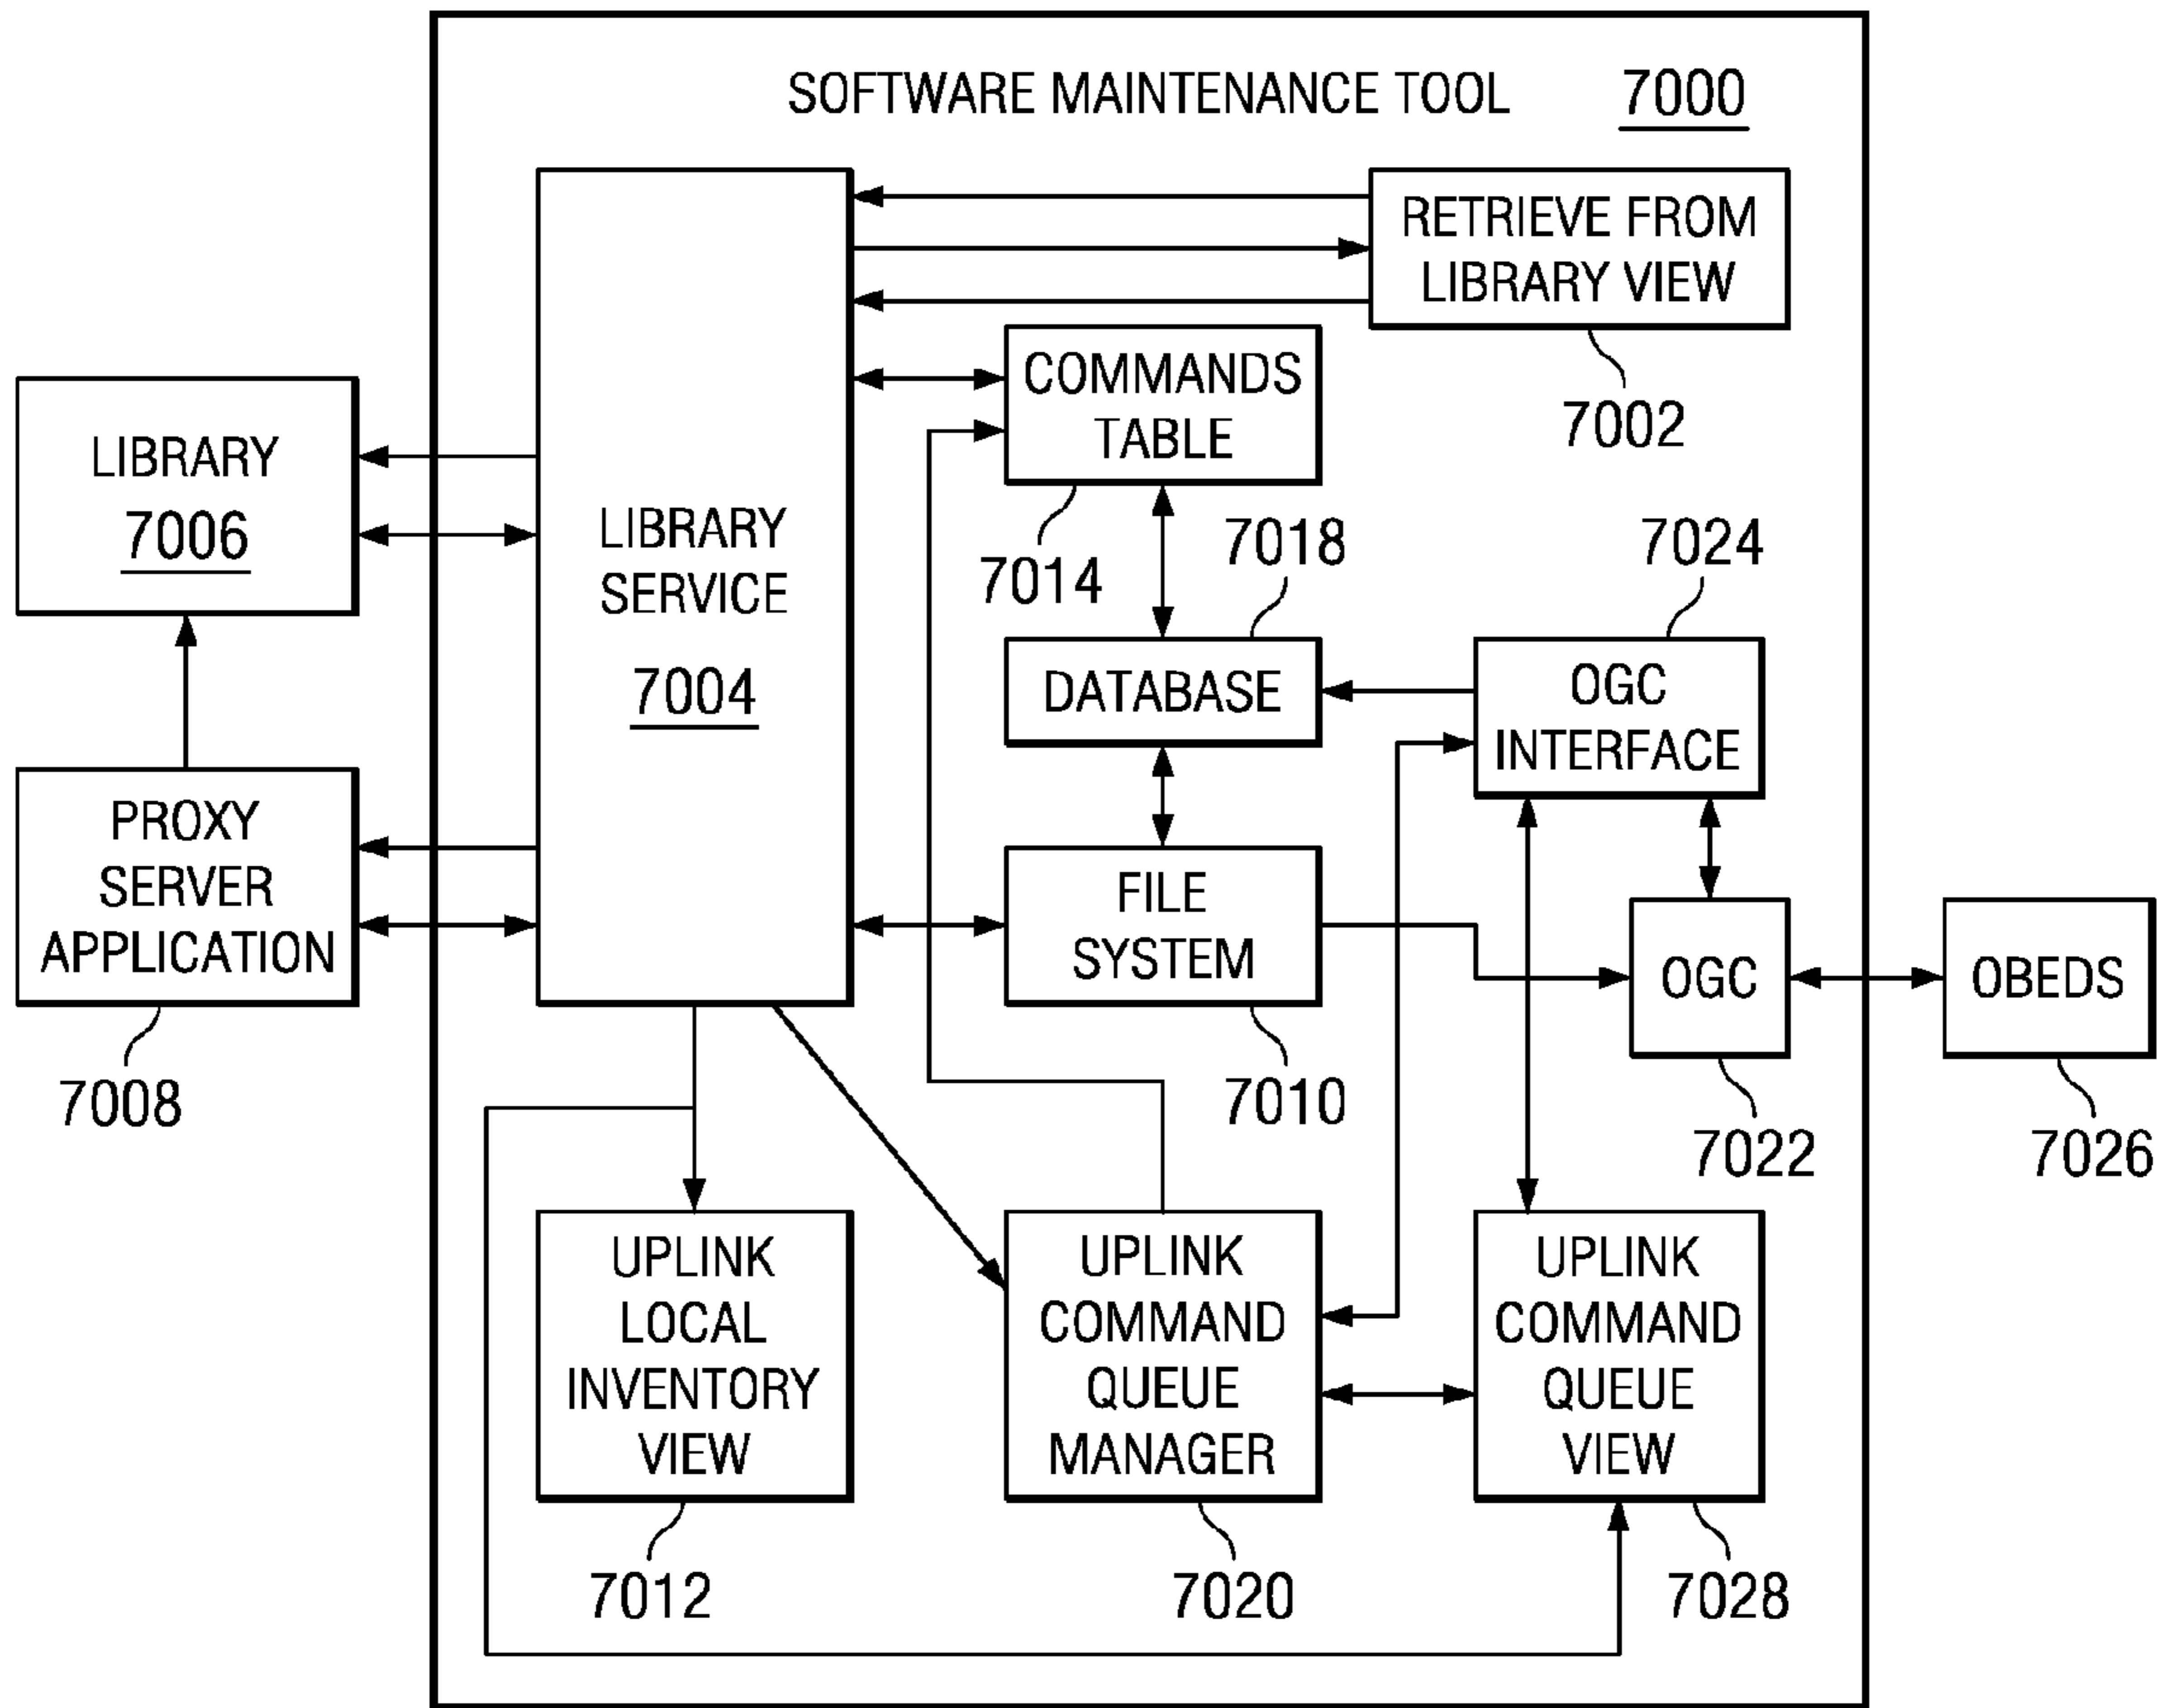 SOFTWARE MAINTENANCE TOOL 7000
RETRIEVE FROM
LIBRARY VIEW
7002
COMMANDS
TABLE
7014
LIBRARY
7006
LIBRARY
SERVICE
7004
7018
DATABASE
7024
OGC
INTERFACE
PROXY
SERVER
APPLICATION
7008
FILE
SYSTEM
7010
OGC
7022
OBEDS
7026
UPLINK
LOCAL
INVENTORY
VIEW
7012
UPLINK
COMMAND
QUEUE
MANAGER
7020
UPLINK
COMMAND
QUEUE
VIEW
7028